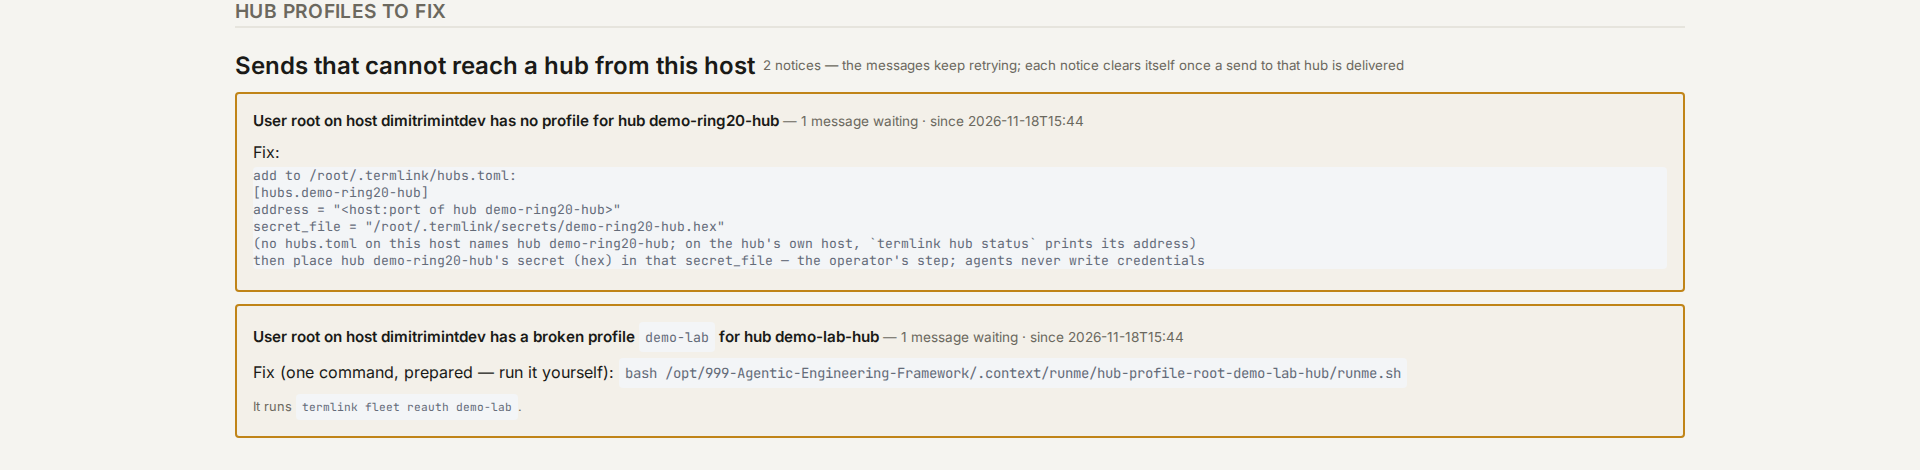 HUB PROFILES TO FIX
Sends that cannot reach a hub from this host 2 notices — the messages keep retrying; each notice clears itself once a send to that hub is delivered
User root on host dimitrimintdev has no profile for hub demo-ring20-hub — 1 message waiting · since 2026-11-18T15:44
Fix:
add to /root/.termlink/hubs.toml:
[hubs.demo-ring20-hub]
address = "<host:port of hub demo-ring20-hub>"
secret_file = "/root/.termlink/secrets/demo-ring20-hub.hex"
(no hubs.toml on this host names hub demo-ring20-hub; on the hub's own host, `termlink hub status` prints its address)
then place hub demo-ring20-hub's secret (hex) in that secret_file — the operator's step; agents never write credentials
User root on host dimitrimintdev has a broken profile demo-lab for hub demo-lab-hub — 1 message waiting · since 2026-11-18T15:44
Fix (one command, prepared — run it yourself): bash /opt/999-Agentic-Engineering-Framework/.context/runme/hub-profile-root-demo-lab-hub/runme.sh
It runs termlink fleet reauth demo-lab .